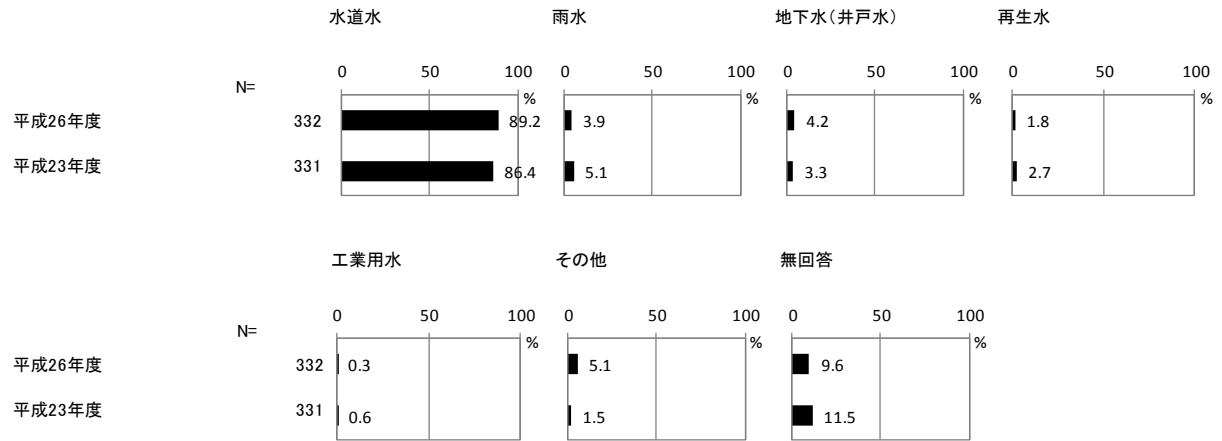 水道水 雨水 地下水（井戸水） 再生水
0 50 100 0 50 100 0 50 100 0 50 100
N= % % % %
平成26年度 332 89.2 3.9 4.2 1.8
平成23年度 331 86.4 5.1 3.3 2.7
工業用水 その他 無回答
0 50 100 0 50 100 0 50 100
N= % % %
平成26年度 332 0.3 5.1 9.6
平成23年度 331 0.6 1.5 11.5